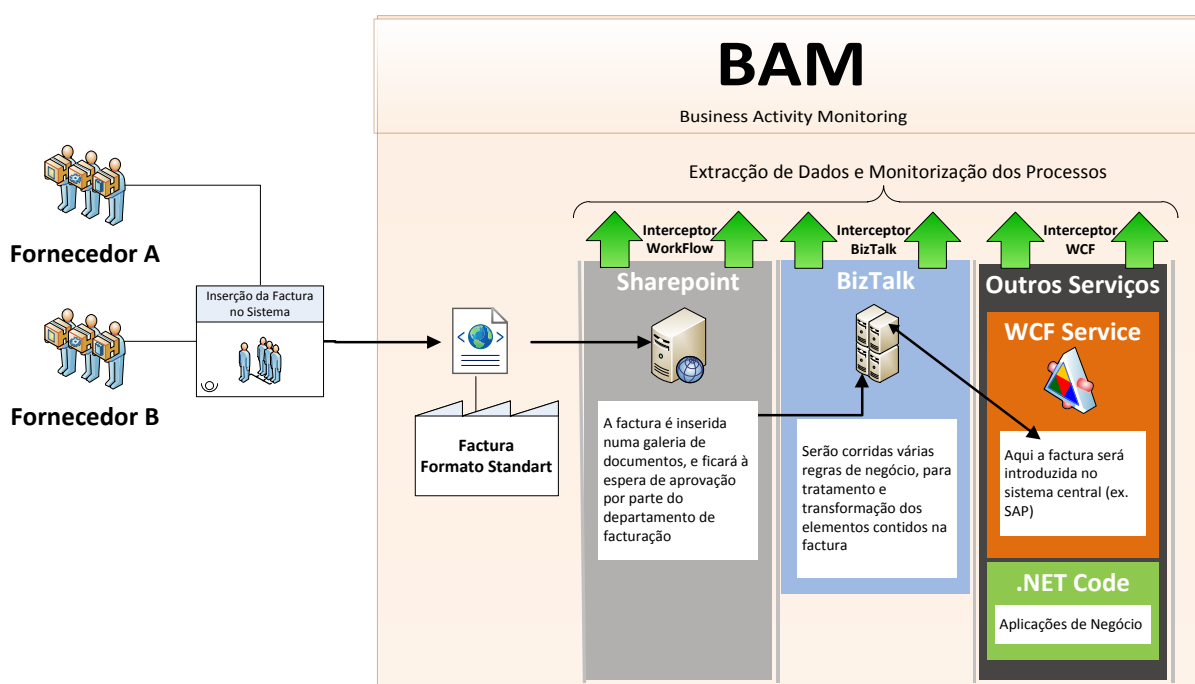 BAM
Business Activity Monitoring
Extracção de Dados e Monitorização dos Processos
Interceptor
WorkFlow
Interceptor
BizTalk
Interceptor
WCF
Fornecedor A
Fornecedor B
Inserção da Factura
no Sistema
Factura
Formato Standart
Sharepoint
A factura é inserida
numa galeria de
documentos, e ficará à
espera de aprovação
por parte do
departamento de
facturação
BizTalk
Serão corridas várias
regras de negócio, para
tratamento e
transformação dos
elementos contidos na
factura
Outros Serviços
WCF Service
Aqui a factura será
introduzida no
sistema central (ex.
SAP)
.NET Code
Aplicações de Negócio